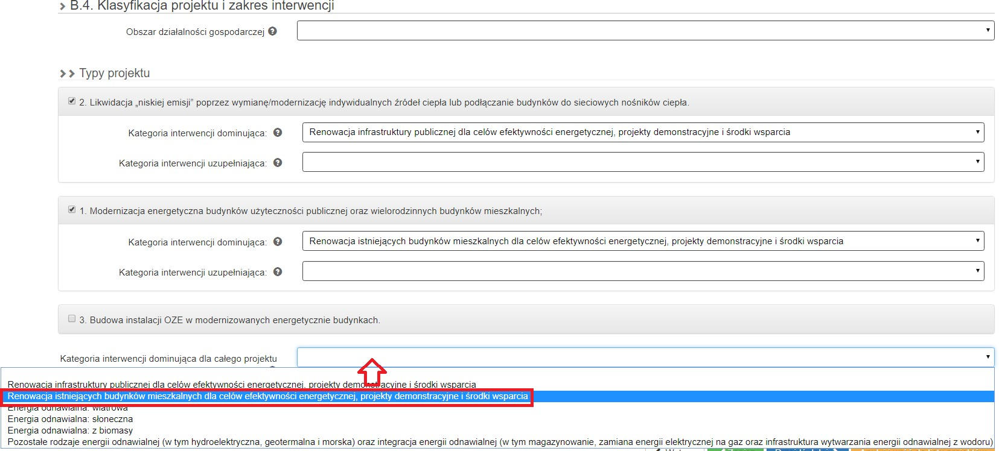 B.4. Klasyfikacja projektu i zakres interwencji
Obszar działalności gospodarczej
Typy projektu
2. Likwidacja „niskiej emisji” poprzez wymianę/modernizację indywidualnych źródeł ciepła lub podłączanie budynków do sieciowych nośników ciepła.
Kategoria interwencji dominująca:
Renowacja infrastruktury publicznej dla celów efektywności energetycznej, projekty demonstracyjne i środki wsparcia
Kategoria interwencji uzupełniająca:
1. Modernizacja energetyczna budynków użyteczności publicznej oraz wielorodzinnych budynków mieszkalnych;
Kategoria interwencji dominująca:
Renowacja istniejących budynków mieszkalnych dla celów efektywności energetycznej, projekty demonstracyjne i środki wsparcia
Kategoria interwencji uzupełniająca:
3. Budowa instalacji OZE w modernizowanych energetycznie budynkach.
Kategoria interwencji dominująca dla całego projektu
Renowacja infrastruktury publicznej dla celów efektywności energetycznej, projekty demonstracyjne i środki wsparcia
Renowacja istniejących budynków mieszkalnych dla celów efektywności energetycznej, projekty demonstracyjne i środki wsparcia
Energia odnawialna: wiatrowa
Energia odnawialna: słoneczna
Energia odnawialna: z biomasy
Pozostałe rodzaje energii odnawialnej (w tym hydroelektryczna, geotermalna i morska) oraz integracja energii odnawialnej (w tym magazynowanie, zamiana energii elektrycznej na gaz oraz infrastruktura wytwarzania energii odnawialnej z wodoru)